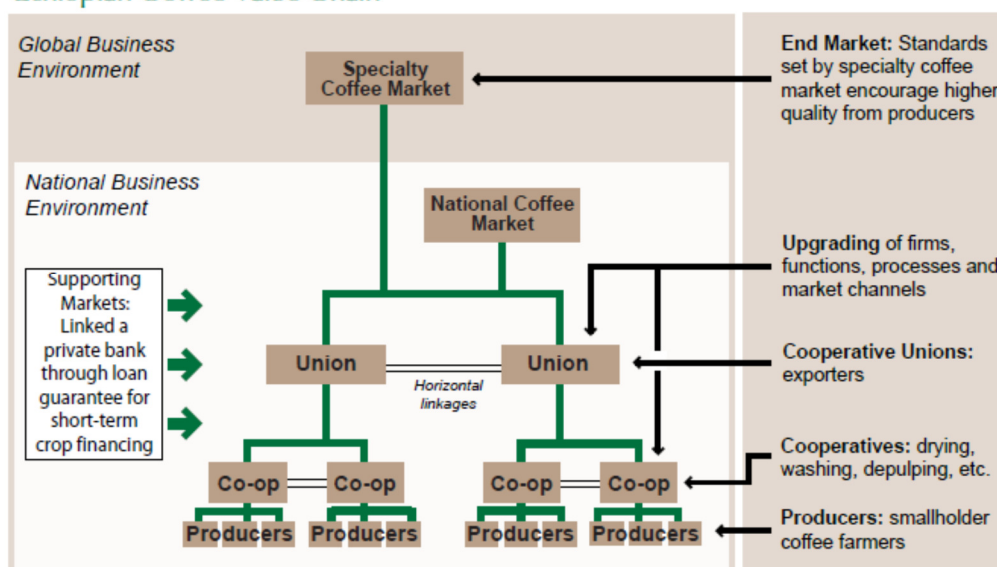 Global Business
Environment
Specialty
Coffee Market
End Market: Standards
set by specialty coffee
market encourage higher
quality from producers
National Business
Environment
National Coffee
Market
Upgrading of firms,
functions, processes and
market channels
Supporting
Markets:
Linked a
private bank
through loan
guarantee for
short-term
crop financing
Union
Horizontal
linkages
Union
Cooperative Unions:
exporters
Co-op
Co-op
Co-op
Co-op
Cooperatives: drying,
washing, depulping, etc.
Producers
Producers
Producers
Producers
Producers: smallholder
coffee farmers